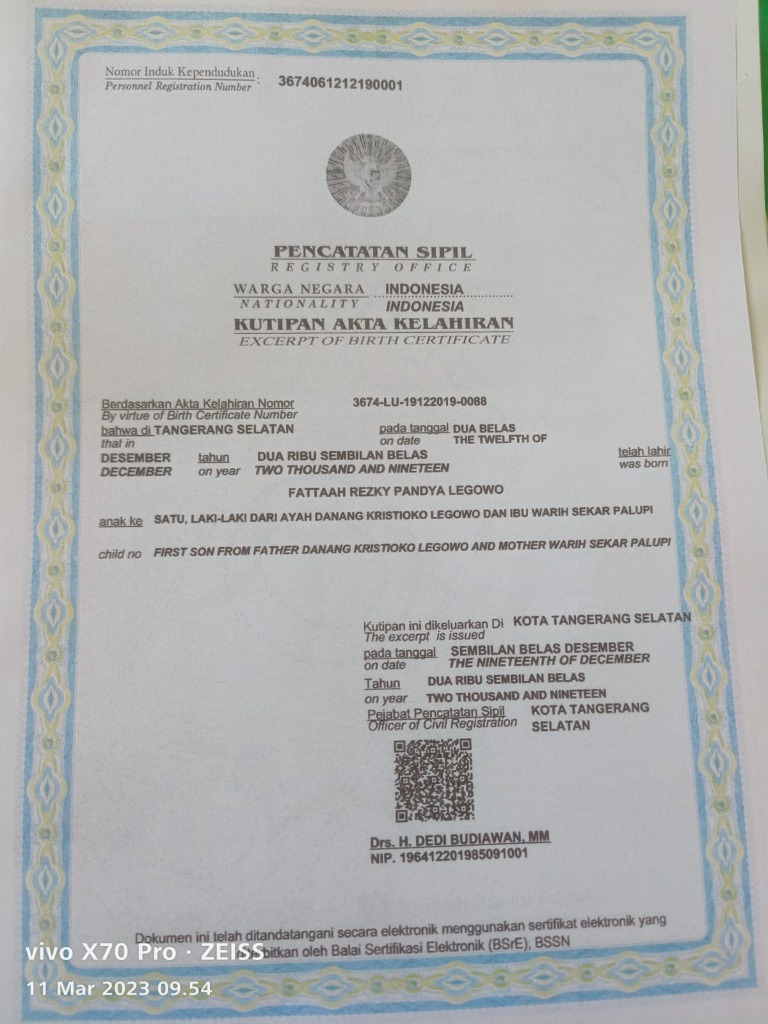 Nomor Induk Kependudukan : 3674061212190001
Personnel Registration Number
PENCATATAN SIPIL
REGISTRY OFFICE
WARGA NEGARA INDONESIA
NATIONALITY INDONESIA
KUTIPAN AKTA KELAHIRAN
EXCERPT OF BIRTH CERTIFICATE
Berdasarkan Akta Kelahiran Nomor 3674-LU-19122019-0088
By virtue of Birth Certificate Number
bahwa di TANGERANG SELATAN pada tanggal DUA BELAS
that in on date THE TWELFTH OF
DESEMBER tahun DUA RIBU SEMBILAN BELAS telah lahir
DECEMBER on year TWO THOUSAND AND NINETEEN was born
FATTAAH REZKY PANDYA LEGOWO
anak ke SATU, LAKI-LAKI DARI AYAH DANANG KRISTIOKO LEGOWO DAN IBU WARIH SEKAR PALUPI
child no FIRST SON FROM FATHER DANANG KRISTIOKO LEGOWO AND MOTHER WARIH SEKAR PALUPI
Kutipan ini dikeluarkan Di KOTA TANGERANG SELATAN
The excerpt is issued
pada tanggal SEMBILAN BELAS DESEMBER
on date THE NINETEENTH OF DECEMBER
Tahun DUA RIBU SEMBILAN BELAS
on year TWO THOUSAND AND NINETEEN
Pejabat Pencatatan Sipil KOTA TANGERANG
Officer of Civil Registration SELATAN
Drs. H. DEDI BUDIAWAN, MM
NIP. 196412201985091001
Dokumen ini telah ditandatangani secara elektronik menggunakan sertifikat elektronik yang
oleh Balai Sertifikasi Elektronik (BSrE), BSSN
vivo X70 Pro · ZEISS
11 Mar 2023 09.54